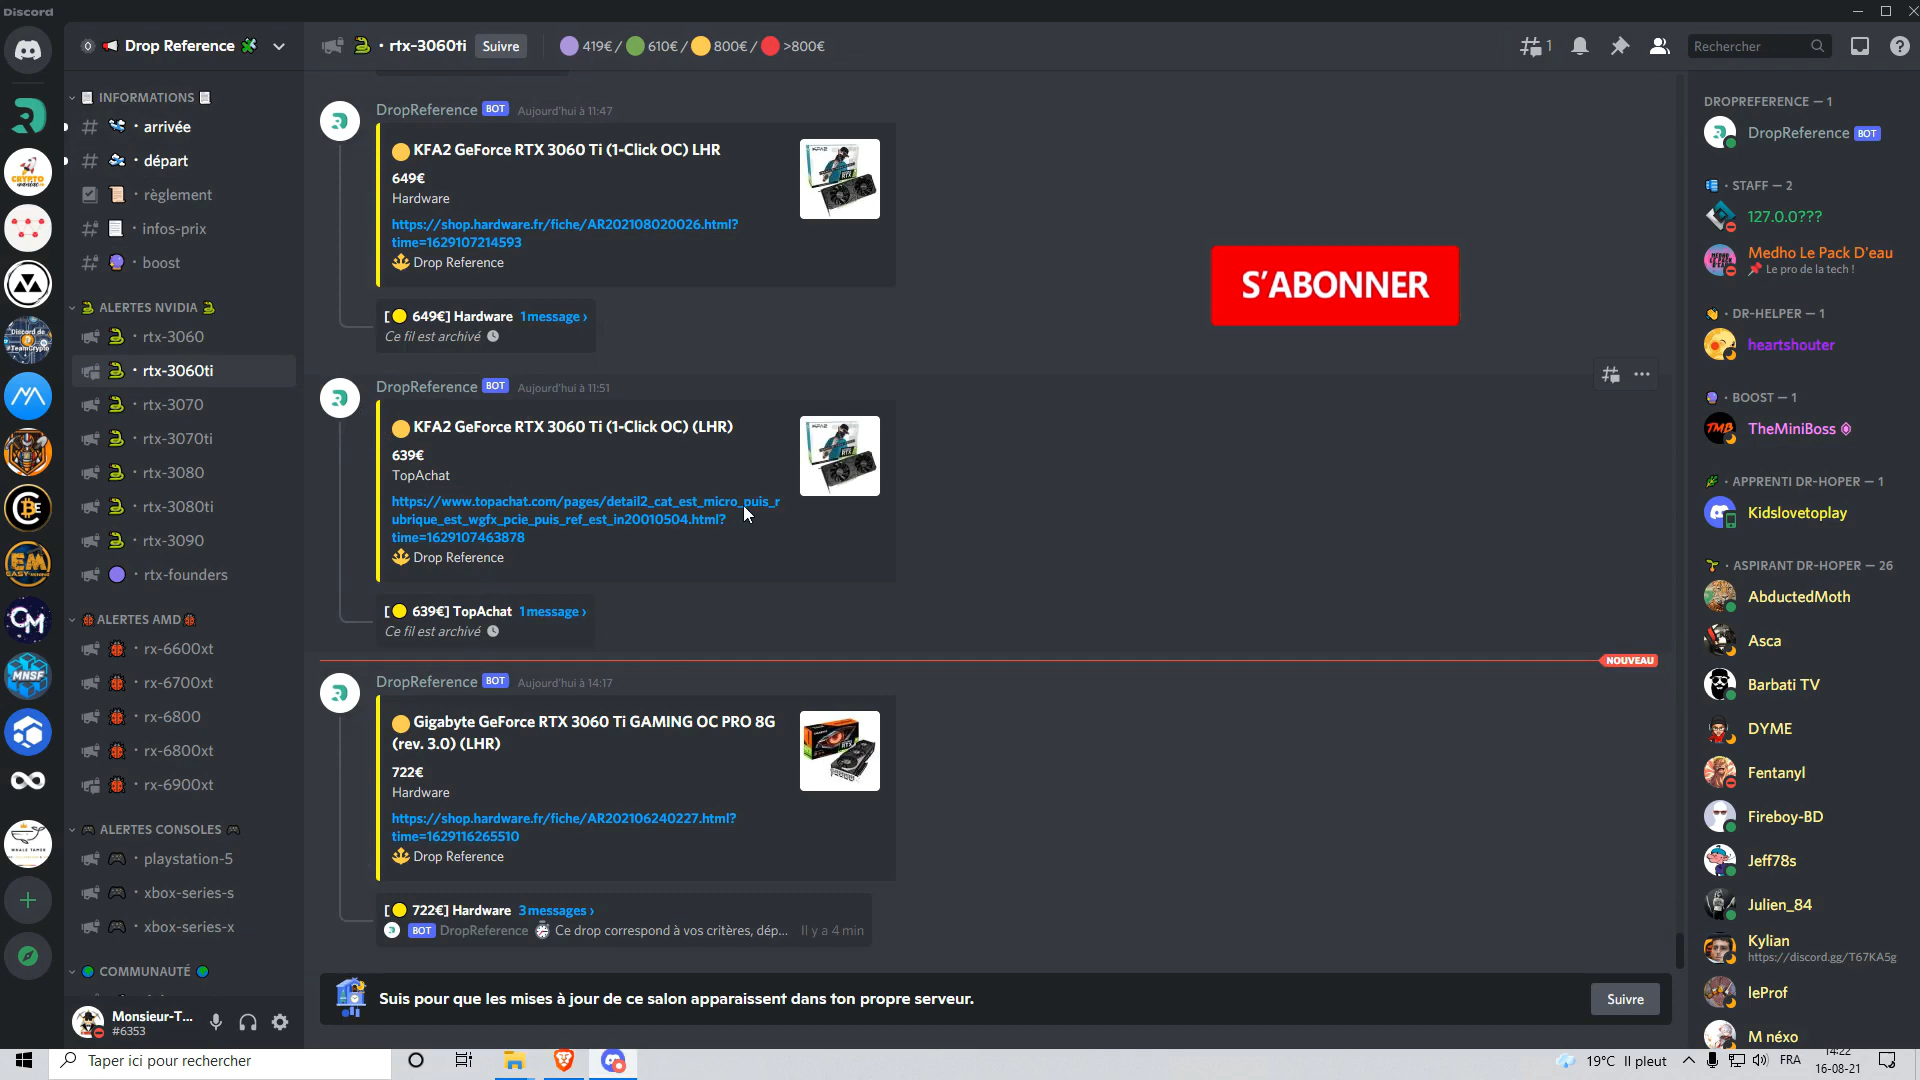 Discord
Drop Reference
rtx-3060ti
Suivre
419€ / 610€ / 800€ / >800€
1
Rechercher
INFORMATIONS
arrivée
départ
règlement
infos-prix
boost
ALERTES NVIDIA
rtx-3060
rtx-3060ti
rtx-3070
rtx-3070ti
rtx-3080
rtx-3080ti
rtx-3090
rtx-founders
ALERTES AMD
rx-6600xt
rx-6700xt
rx-6800
rx-6800xt
rx-6900xt
ALERTES CONSOLES
playstation-5
xbox-series-s
xbox-series-x
COMMUNAUTÉ
Monsieur-T...
#6353
DropReference BOT Aujourd'hui à 11:47
KFA2 GeForce RTX 3060 Ti (1-Click OC) LHR
649€
Hardware
https://shop.hardware.fr/fiche/AR202108020026.html?
time=1629107214593
Drop Reference
[ 649€] Hardware 1 message ›
Ce fil est archivé
S'ABONNER
DropReference BOT Aujourd'hui à 11:51
KFA2 GeForce RTX 3060 Ti (1-Click OC) (LHR)
639€
TopAchat
https://www.topachat.com/pages/detail2_cat_est_micro_puis_r
ubrique_est_wgfx_pcie_puis_ref_est_in20010504.html?
time=1629107463878
Drop Reference
[ 639€] TopAchat 1 message ›
Ce fil est archivé
NOUVEAU
DropReference BOT Aujourd'hui à 14:17
Gigabyte GeForce RTX 3060 Ti GAMING OC PRO 8G
(rev. 3.0) (LHR)
722€
Hardware
https://shop.hardware.fr/fiche/AR202106240227.html?
time=1629116265510
Drop Reference
[ 722€] Hardware 3 messages ›
BOT DropReference Ce drop correspond à vos critères, dép... Il y a 4 min
Suis pour que les mises à jour de ce salon apparaissent dans ton propre serveur.
Suivre
DROPREFERENCE — 1
DropReference BOT
STAFF — 2
127.0.0???
Medho Le Pack D'eau
Le pro de la tech !
DR-HELPER — 1
heartshouter
BOOST — 1
TMB
TheMiniBoss
APPRENTI DR-HOPER — 1
Kidslovetoplay
ASPIRANT DR-HOPER — 26
AbductedMoth
Asca
Barbati TV
DYME
Fentanyl
Fireboy-BD
Jeff78s
Julien_84
Kylian
https://discord.gg/T67KA5g
leProf
M néxo
CRYPTO
Discord de
#TeamCrypto
EM
EASY-MINING
CM
MNSF
WHALE TAMER
Taper ici pour rechercher
19°C Il pleut
FRA
14:22
16-08-21